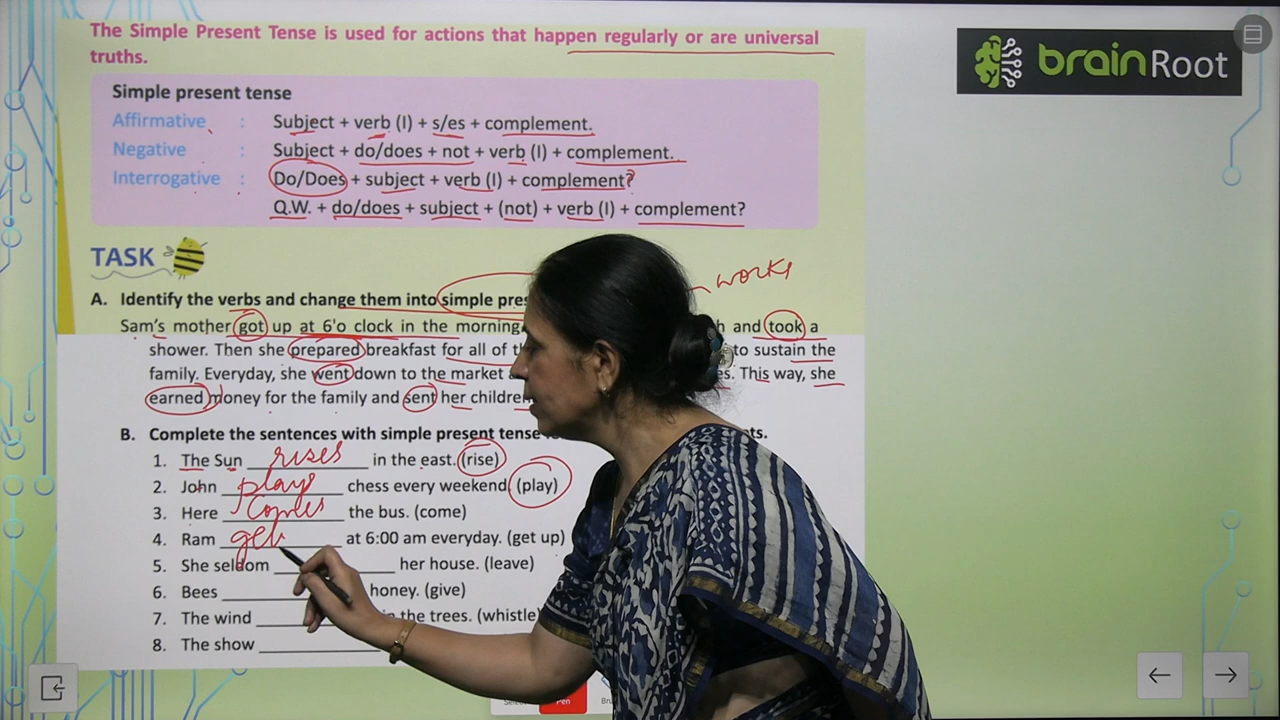 The Simple Present Tense is used for actions that happen regularly or are universal
truths.
brainRoot
Simple present tense
Affirmative : Subject + verb (I) + s/es + complement.
Negative : Subject + do/does + not + verb (I) + complement.
Interrogative : Do/Does + subject + verb (I) + complement?
Q.W. + do/does + subject + (not) + verb (I) + complement?
TASK
works
A. Identify the verbs and change them into simple
Sam's mother got up at 6'o clock in the morning and took a
shower. Then she prepared breakfast for all of to sustain the
family. Everyday, she went down to the market This way, she
earned money for the family and sent her
B. Complete the sentences with simple present tense
1. The Sun rises in the east. (rise)
2. John plays chess every weekend. (play)
3. Here comes the bus. (come)
4. Ram get at 6:00 am everyday. (get up)
5. She seldom ____ her house. (leave)
6. Bees ____ honey. (give)
7. The wind ____ the trees. (whistle)
8. The show ____
Pen